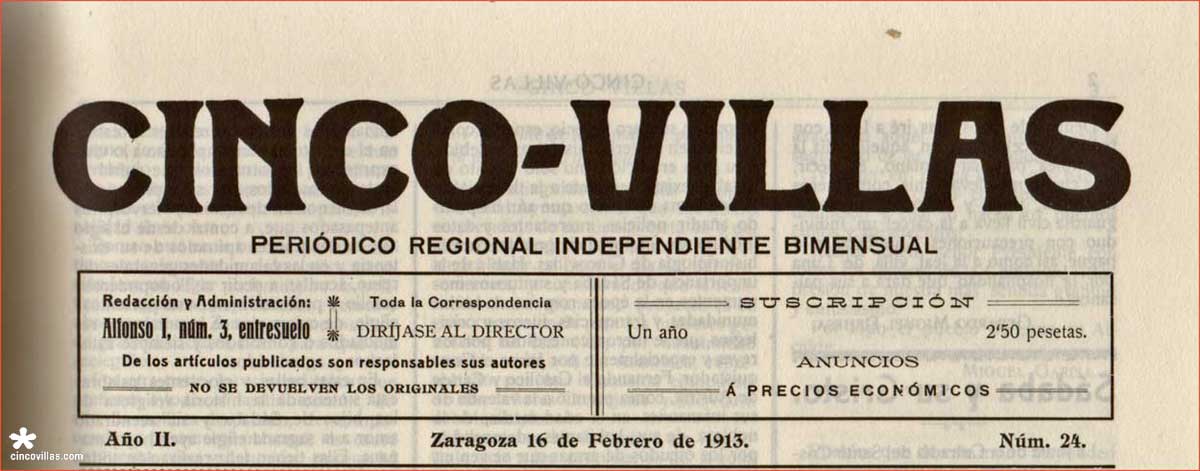 CINCO-VILLAS
PERIÓDICO REGIONAL INDEPENDIENTE BIMENSUAL
Redacción y Administración:
Alfonso I, núm. 3, entresuelo
Toda la Correspondencia
DIRÍJASE AL DIRECTOR
De los artículos publicados son responsables sus autores
NO SE DEVUELVEN LOS ORIGINALES
SUSCRIPCIÓN
Un año 2'50 pesetas.
ANUNCIOS
Á PRECIOS ECONÓMICOS
Año II. Zaragoza 16 de Febrero de 1913. Núm. 24.
cincovillas.com